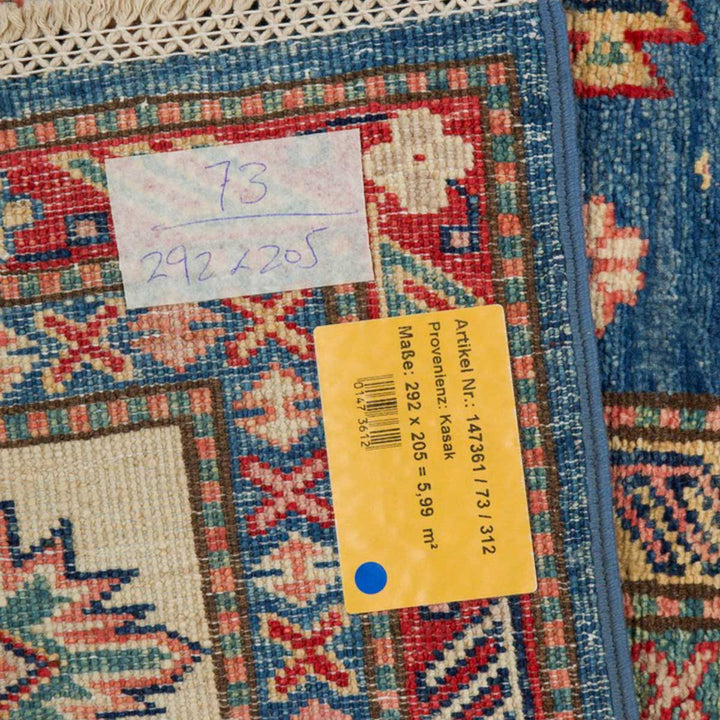 73
292 x 205
Artikel Nr.: 147361 / 73 / 312
Provenienz: Kasak
Maße: 292 x 205 = 5,99 m²
0147 3612